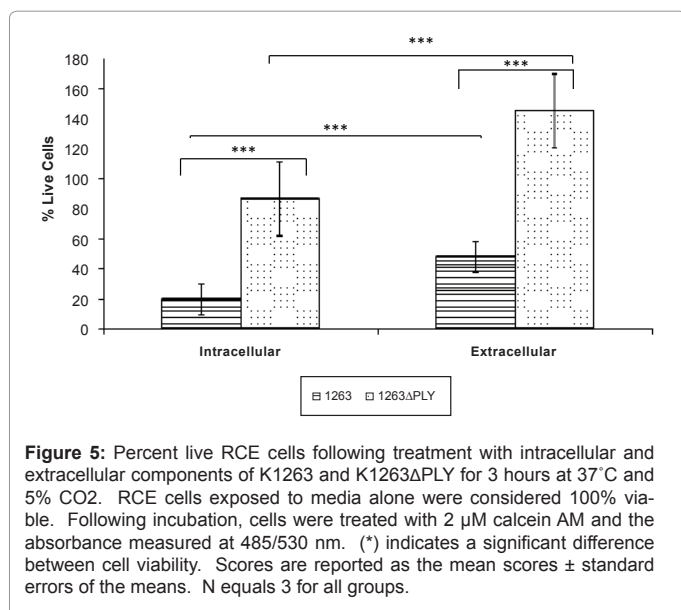 ***
180
160
140
120
100
80
60
40
20
0
% Live Cells
***
***
***
Intracellular
Extracellular
1263
1263ΔPLY
Figure 5: Percent live RCE cells following treatment with intracellular and
extracellular components of K1263 and K1263ΔPLY for 3 hours at 37˚C and
5% CO2. RCE cells exposed to media alone were considered 100% via-
ble. Following incubation, cells were treated with 2 µM calcein AM and the
absorbance measured at 485/530 nm. (*) indicates a significant difference
between cell viability. Scores are reported as the mean scores ± standard
errors of the means. N equals 3 for all groups.